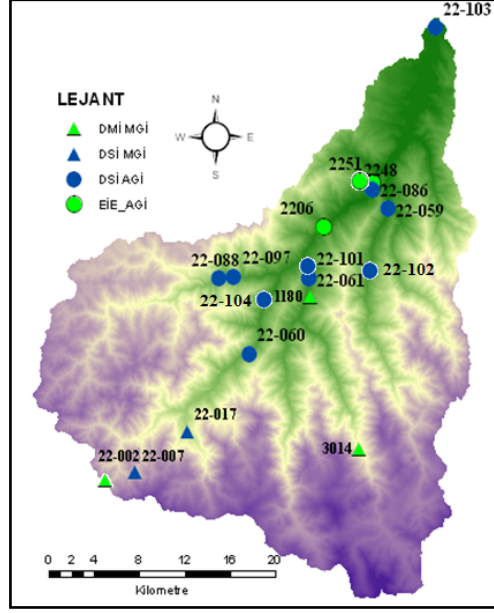 22-103
LEJANT
DMİ MGİ
DSİ MGİ
DSİ AGİ
EİE_AGİ
N
W E
S
2251 2248
22-086
22-059
2206
22-101
22-088 22-097
22-061
22-102
22-104 1180
22-060
22-017
22-002 22-007
3014
0 2 4 8 12 16 20
Kilometre